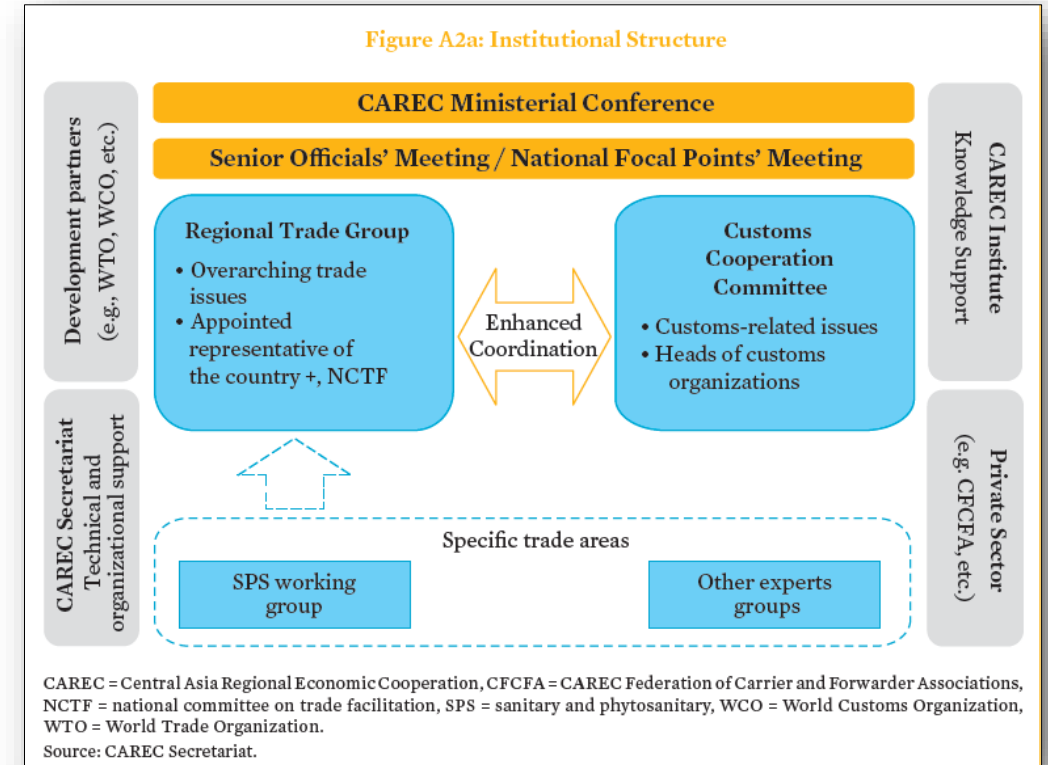 Figure A2a: Institutional Structure
CAREC Ministerial Conference
Senior Officials' Meeting / National Focal Points' Meeting
Development partners
(e.g., WTO, WCO, etc.)
CAREC Secretariat
Technical and
organizational support
Regional Trade Group
• Overarching trade
issues
• Appointed
representative of
the country +, NCTF
Enhanced
Coordination
Customs
Cooperation
Committee
• Customs-related issues
• Heads of customs
organizations
CAREC Institute
Knowledge Support
Private Sector
(e.g. CFCFA, etc.)
Specific trade areas
SPS working
group
Other experts
groups
CAREC = Central Asia Regional Economic Cooperation, CFCFA = CAREC Federation of Carrier and Forwarder Associations,
NCTF = national committee on trade facilitation, SPS = sanitary and phytosanitary, WCO = World Customs Organization,
WTO = World Trade Organization.
Source: CAREC Secretariat.